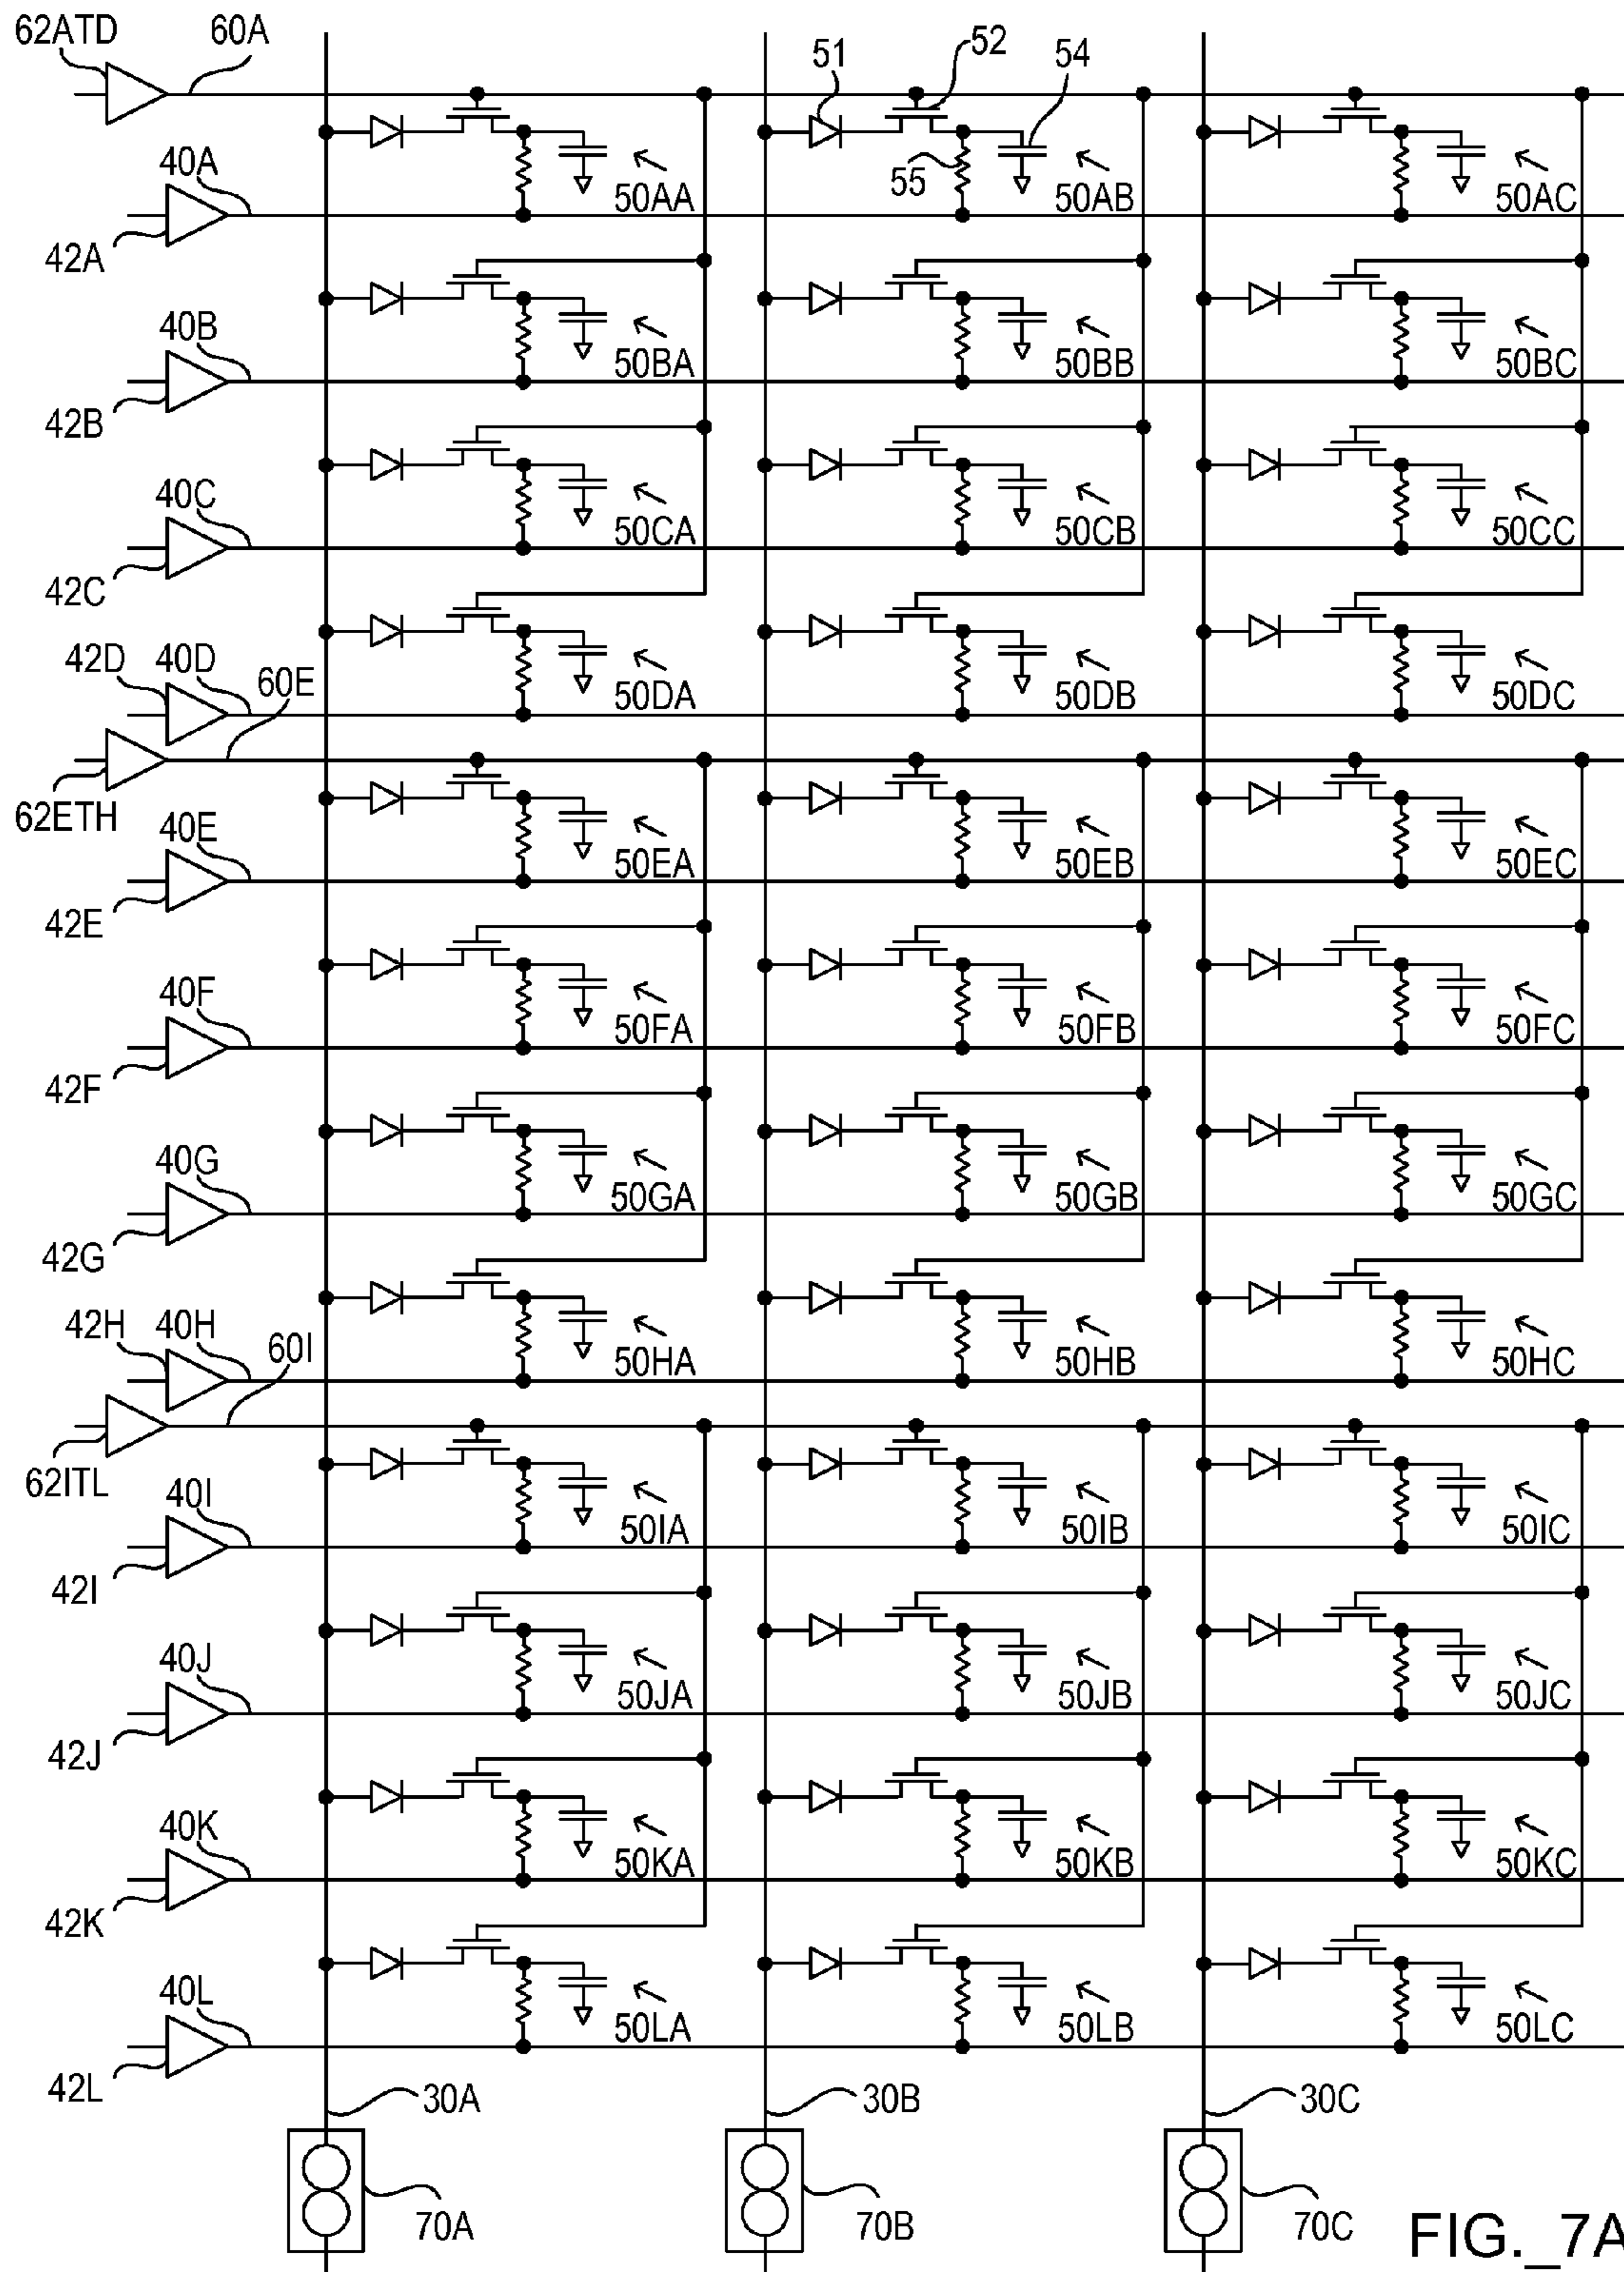 62ATD 60A 51 52 54
40A 55 50AA 50AB 50AC
42A
40B 50BA 50BB 50BC
42B
40C 50CA 50CB 50CC
42C
42D 40D 60E 50DA 50DB 50DC
62ETH 40E 50EA 50EB 50EC
42E
40F 50FA 50FB 50FC
42F
40G 50GA 50GB 50GC
42G
42H 40H 60I 50HA 50HB 50HC
62ITL 40I 50IA 50IB 50IC
42I
40J 50JA 50JB 50JC
42J
40K 50KA 50KB 50KC
42K
40L 50LA 50LB 50LC
42L
30A 30B 30C
70A 70B 70C
FIG._7A